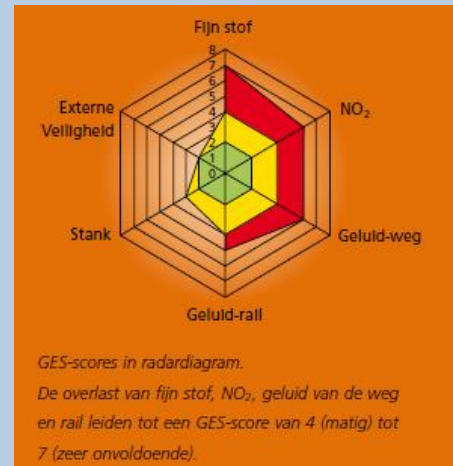 Fijn stof
8
7
6
5
4
3
2
1
0
NO₂
Externe
Veiligheid
Stank
Geluid-weg
Geluid-rail
GES-scores in radardiagram.
De overlast van fijn stof, NO₂, geluid van de weg
en rail leiden tot een GES-score van 4 (matig) tot
7 (zeer onvoldoende).